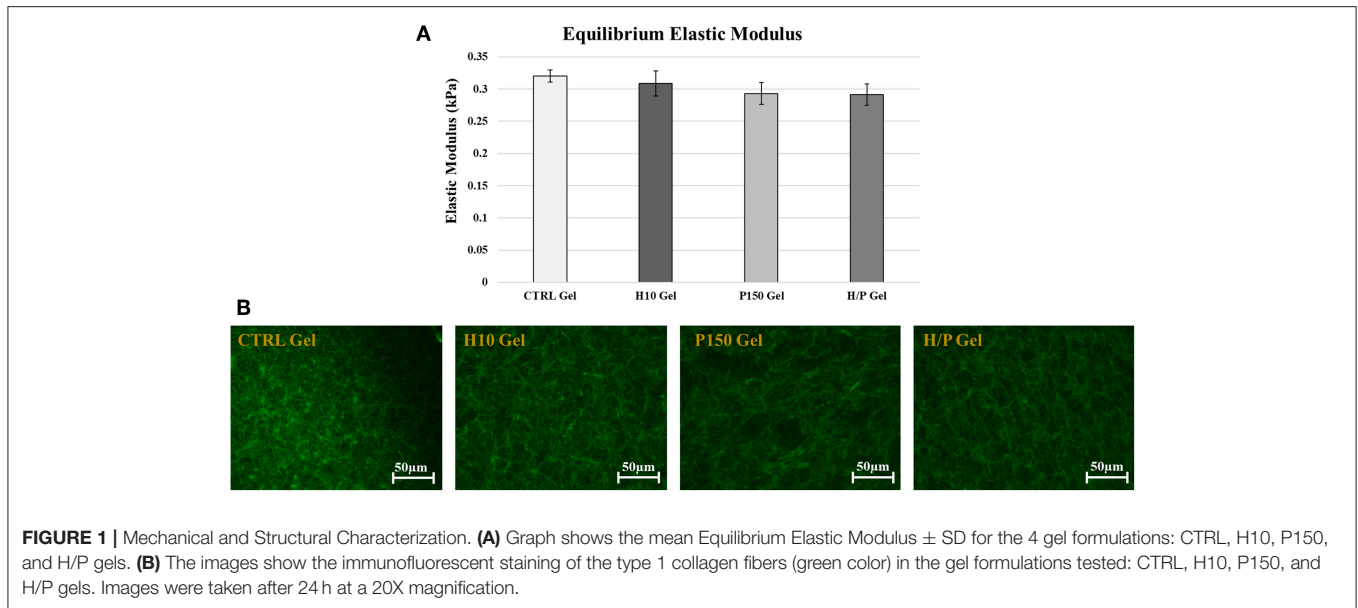 A
Equilibrium Elastic Modulus
Elastic Modulus (kPa)
0.35
0.3
0.25
0.2
0.15
0.1
0.05
0
CTRL Gel
H10 Gel
P150 Gel
H/P Gel
B
CTRL Gel
50µm
H10 Gel
50µm
P150 Gel
50µm
H/P Gel
50µm
FIGURE 1 | Mechanical and Structural Characterization. (A) Graph shows the mean Equilibrium Elastic Modulus ± SD for the 4 gel formulations: CTRL, H10, P150,
and H/P gels. (B) The images show the immunofluorescent staining of the type 1 collagen fibers (green color) in the gel formulations tested: CTRL, H10, P150, and
H/P gels. Images were taken after 24 h at a 20X magnification.